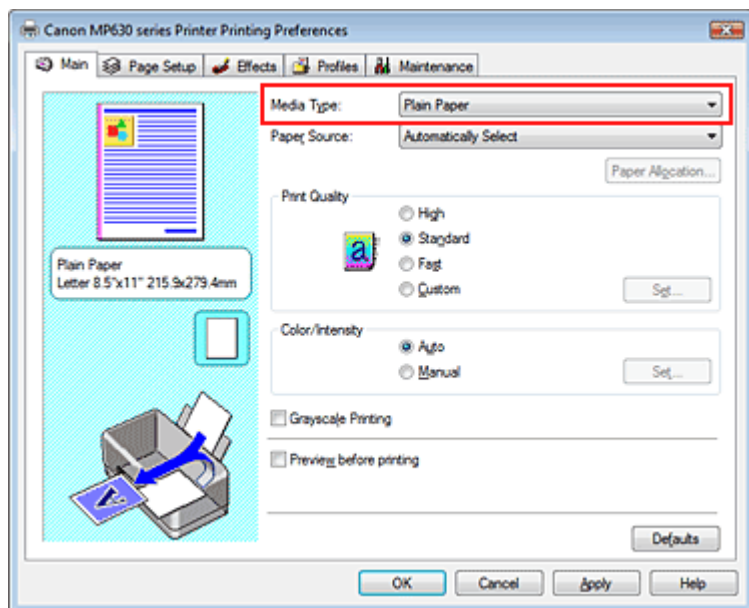 Canon MP630 series Printer Printing Preferences
Main Page Setup Effects Profiles Maintenance
Media Type: Plain Paper
Paper Source: Automatically Select
Paper Allocation...
Print Quality
High
a Standard
Fast
Custom Set...
Plain Paper
Letter 8.5"x11" 215.9x279.4mm
Color/Intensity
Auto
Manual Set...
Grayscale Printing
Preview before printing
Defaults
OK Cancel Apply Help